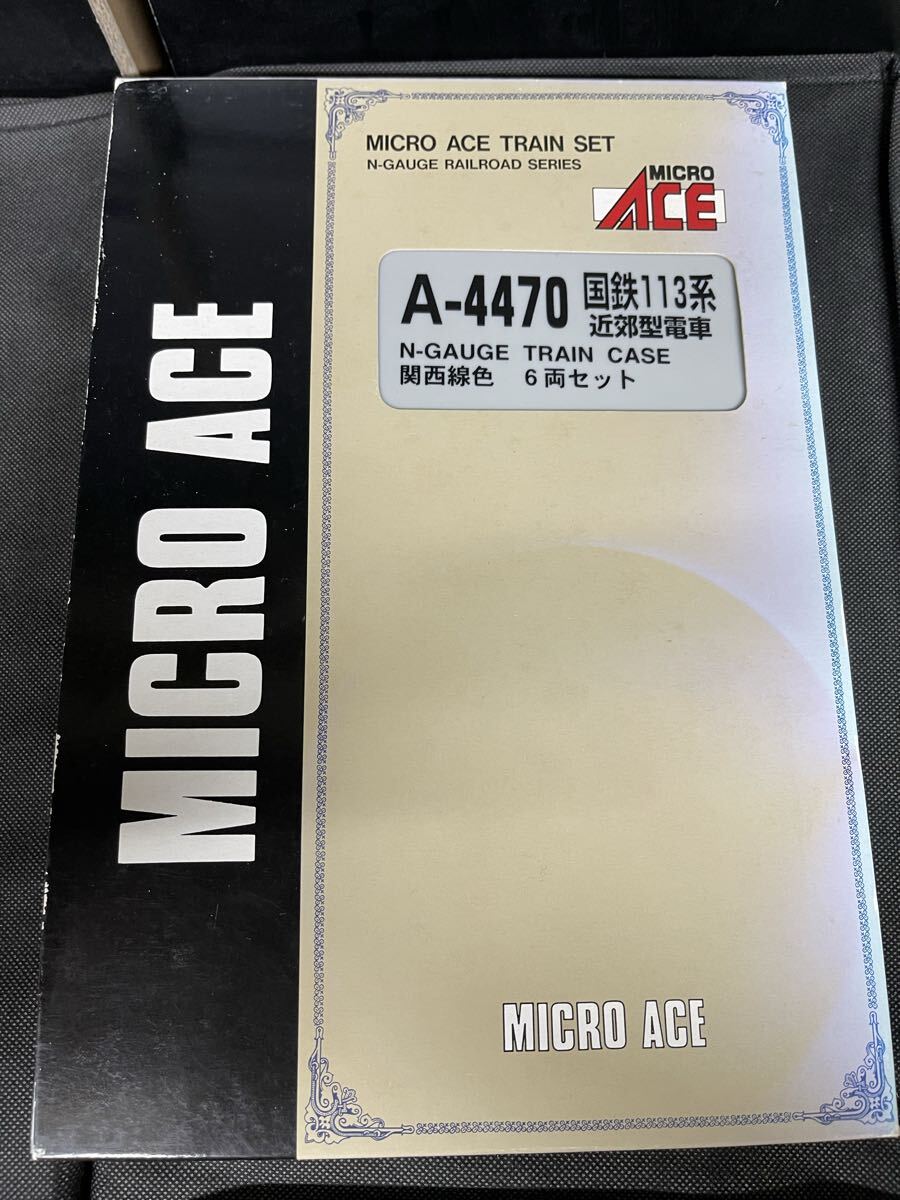 MICRO ACE TRAIN SET
N-GAUGE RAILROAD SERIES
MICRO
ACE
A-4470 国鉄113系
近郊型電車
N-GAUGE TRAIN CASE
関西線色 6両セット
MICRO ACE
MICRO ACE